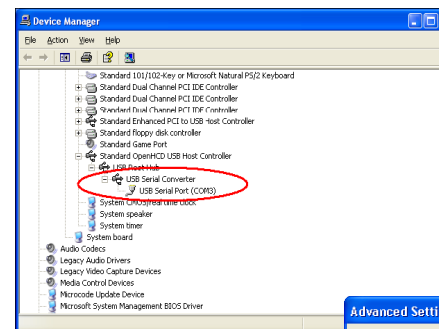 Device Manager
File Action View Help
Standard 101/102-Key or Microsoft Natural PS/2 Keyboard
Standard Dual Channel PCI IDE Controller
Standard Dual Channel PCI IDE Controller
Standard Dual Channel PCI IDE Controller
Standard Enhanced PCI to USB Host Controller
Standard floppy disk controller
Standard Game Port
Standard OpenHCD USB Host Controller
USB Root Hub
USB Serial Converter
USB Serial Port (COM3)
System CMOS/real time clock
System speaker
System timer
System board
Audio Codecs
Legacy Audio Drivers
Legacy Video Capture Devices
Media Control Devices
Microcode Update Device
Microsoft System Management BIOS Driver
Advanced Setti